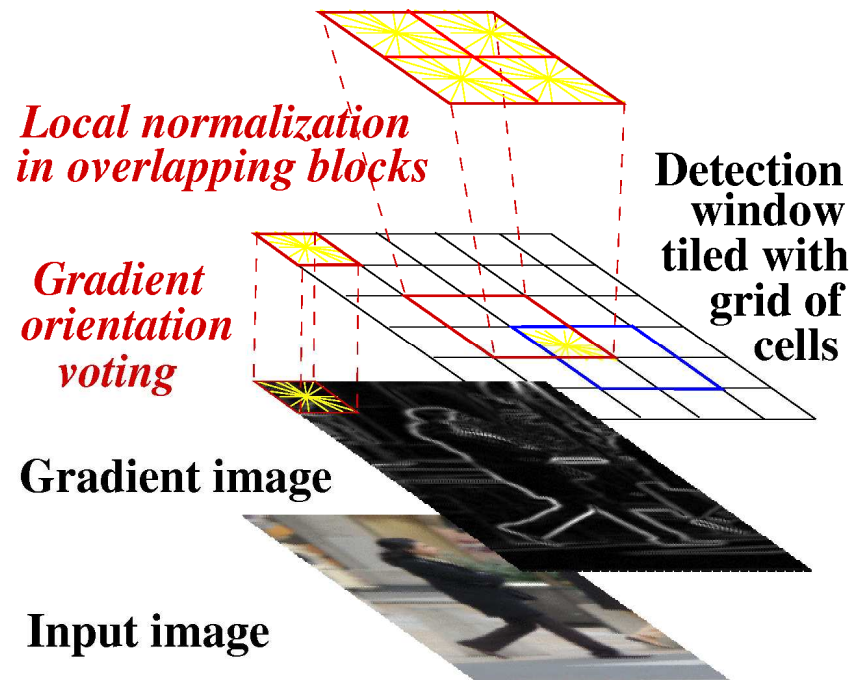 Local normalization
in overlapping blocks
Detection
window
tiled with
grid of
cells
Gradient
orientation
voting
Gradient image
Input image